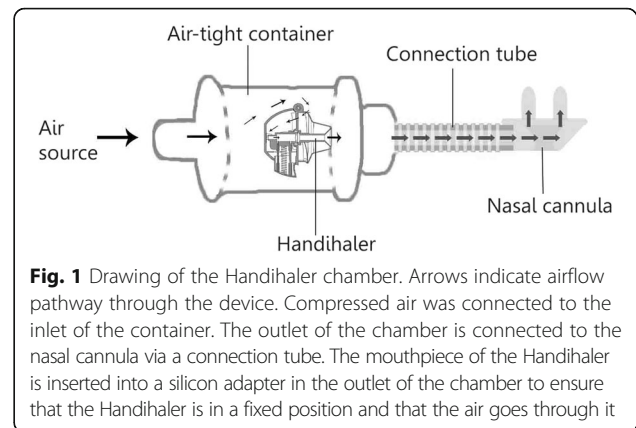 Air-tight container
Connection tube
Air
source
Nasal cannula
Handihaler
Fig. 1 Drawing of the Handihaler chamber. Arrows indicate airflow
pathway through the device. Compressed air was connected to the
inlet of the container. The outlet of the chamber is connected to the
nasal cannula via a connection tube. The mouthpiece of the Handihaler
is inserted into a silicon adapter in the outlet of the chamber to ensure
that the Handihaler is in a fixed position and that the air goes through it